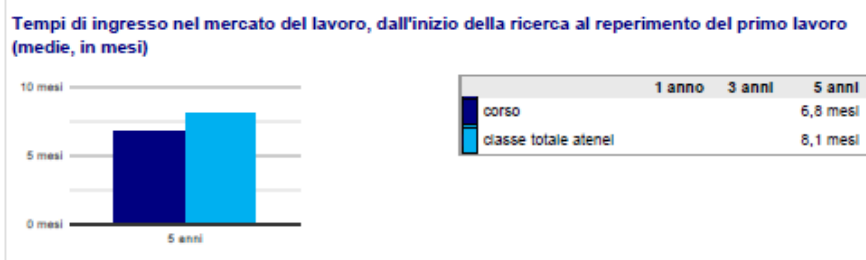 Tempi di ingresso nel mercato del lavoro, dall'inizio della ricerca al reperimento del primo lavoro
(medie, in mesi)
10 mesi
5 mesi
0 mesi
5 anni
1 anno 3 anni 5 anni
corso 6,8 mesi
classe totale atenei 8,1 mesi